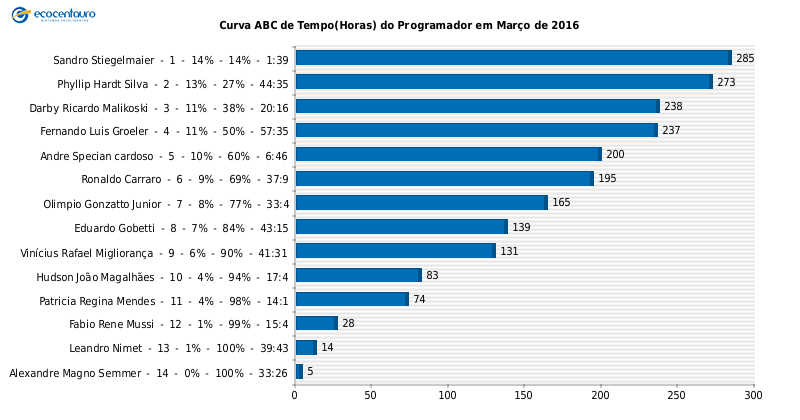 ecocentauro
Curva ABC de Tempo(Horas) do Programador em Março de 2016
Sandro Stiegelmaier - 1 - 14% - 14% - 1:39 285
Phyllip Hardt Silva - 2 - 13% - 27% - 44:35 273
Darby Ricardo Malikoski - 3 - 11% - 38% - 20:16 238
Fernando Luis Groeler - 4 - 11% - 50% - 57:35 237
Andre Specian cardoso - 5 - 10% - 60% - 6:46 200
Ronaldo Carraro - 6 - 9% - 69% - 37:9 195
Olimpio Gonzatto Junior - 7 - 8% - 77% - 33:4 165
Eduardo Gobetti - 8 - 7% - 84% - 43:15 139
Vinícius Rafael Migliorança - 9 - 6% - 90% - 41:31 131
Hudson João Magalhães - 10 - 4% - 94% - 17:4 83
Patricia Regina Mendes - 11 - 4% - 98% - 14:1 74
Fabio Rene Mussi - 12 - 1% - 99% - 15:4 28
Leandro Nimet - 13 - 1% - 100% - 39:43 14
Alexandre Magno Semmer - 14 - 0% - 100% - 33:26 5
0 50 100 150 200 250 300